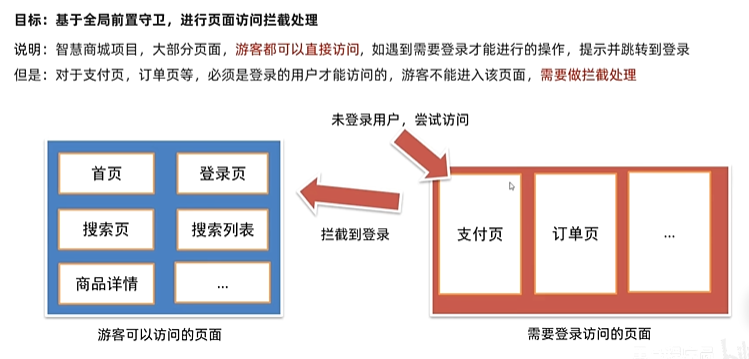 目标：基于全局前置守卫，进行页面访问拦截处理
说明：智慧商城项目，大部分页面，游客都可以直接访问，如遇到需要登录才能进行的操作，提示并跳转到登录
但是：对于支付页，订单页等，必须是登录的用户才能访问的，游客不能进入该页面，需要做拦截处理
未登录用户，尝试访问
首页
登录页
搜索页
搜索列表
商品详情
...
拦截到登录
支付页
订单页
...
游客可以访问的页面
需要登录访问的页面